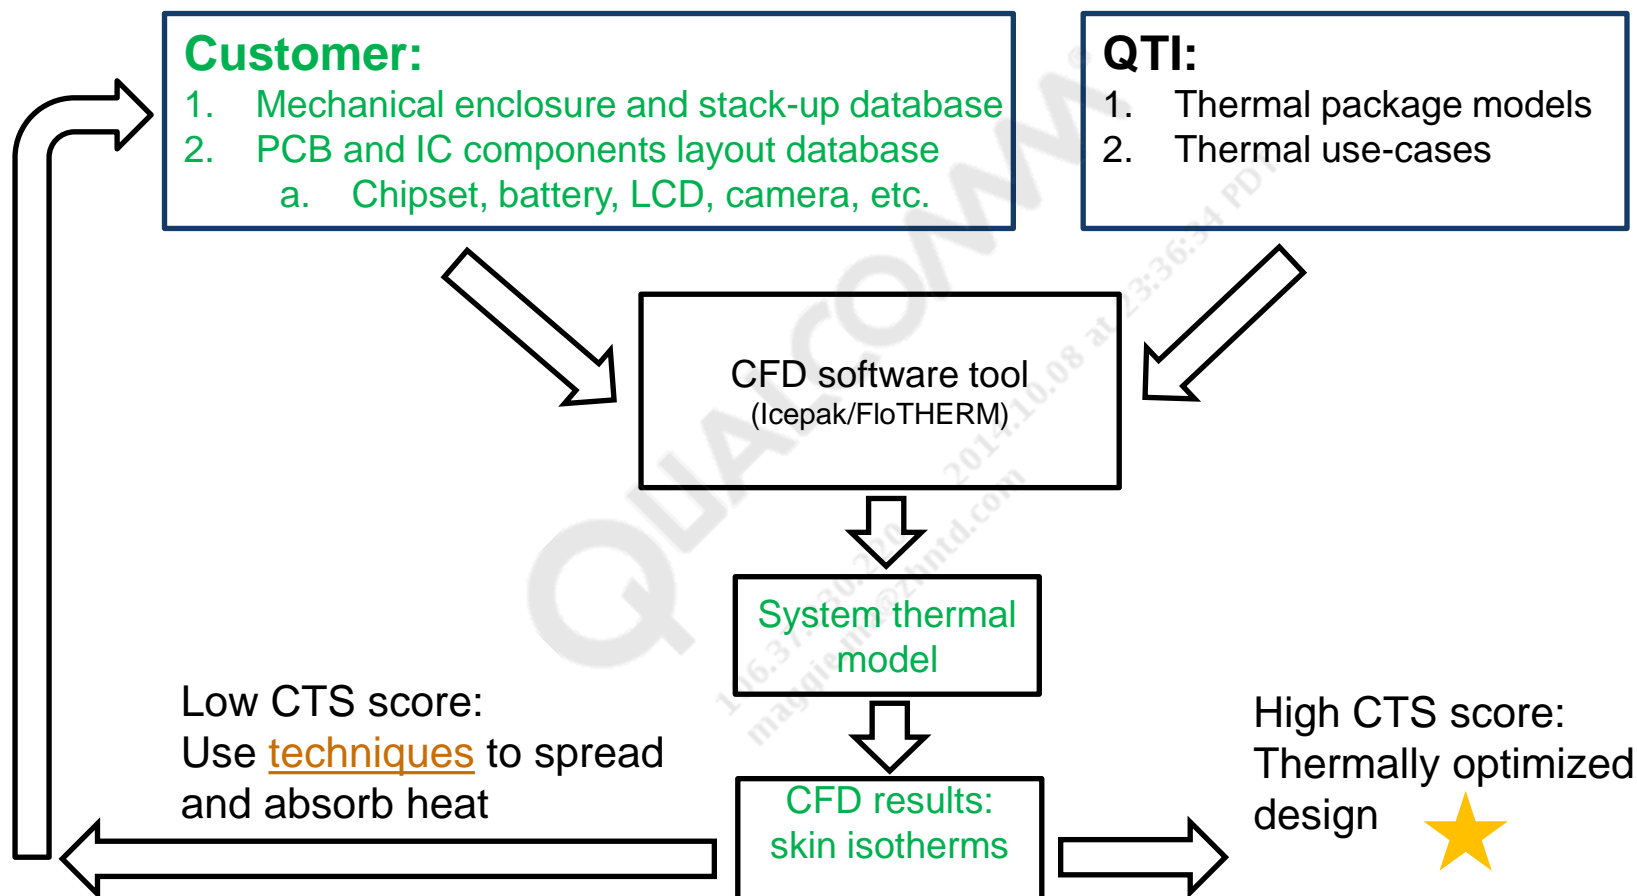 Customer:
1. Mechanical enclosure and stack-up database
2. PCB and IC components layout database
a. Chipset, battery, LCD, camera, etc.
QTI:
1. Thermal package models
2. Thermal use-cases
CFD software tool
(Icepak/FloTHERM)
System thermal
model
CFD results:
skin isotherms
Low CTS score:
Use techniques to spread
and absorb heat
High CTS score:
Thermally optimized
design
QUALCOMM®